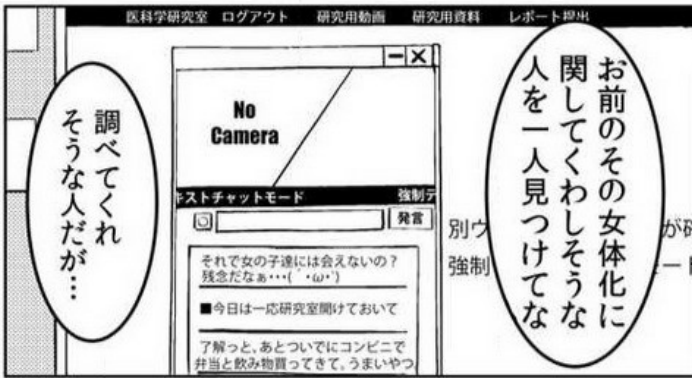 医科学研究室 ログアウト 研究用動画 研究用資料 レポート提出
お前のその女体化に
関してくわしそうな
人を一人見つけてな
No
Camera
キストチャットモード 強制デ
発言
別ウ
が研
強制
ート
それで女の子達には会えないの?
残念だなぁ・・・(´・ω・`)
■今日は一応研究室開けておいて
了解っと、あとついでにコンビニで
弁当と飲み物買ってきて。うまいやつ
調べてくれ
そうな人だが…